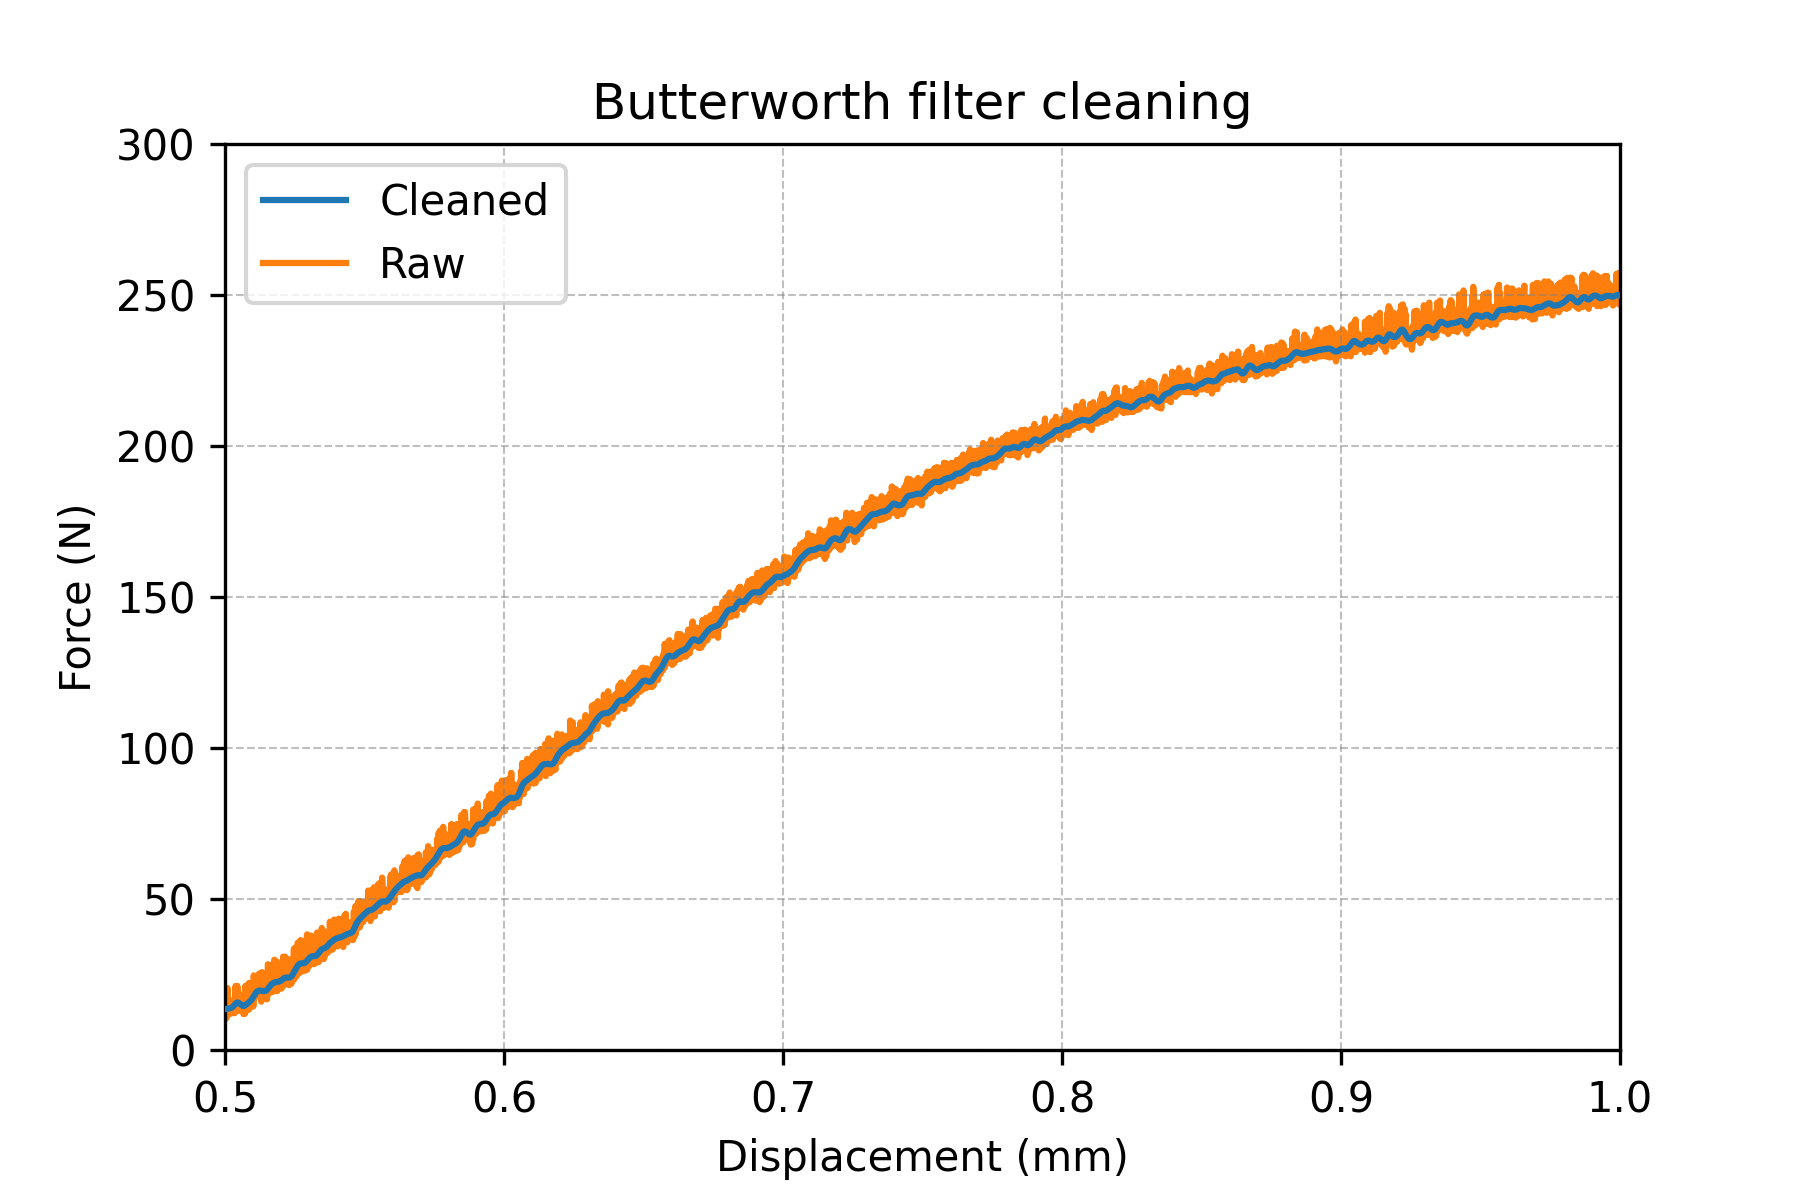 Butterworth filter cleaning
300
250
200
150
100
50
0
Force (N)
Cleaned
Raw
0.5 0.6 0.7 0.8 0.9 1.0
Displacement (mm)